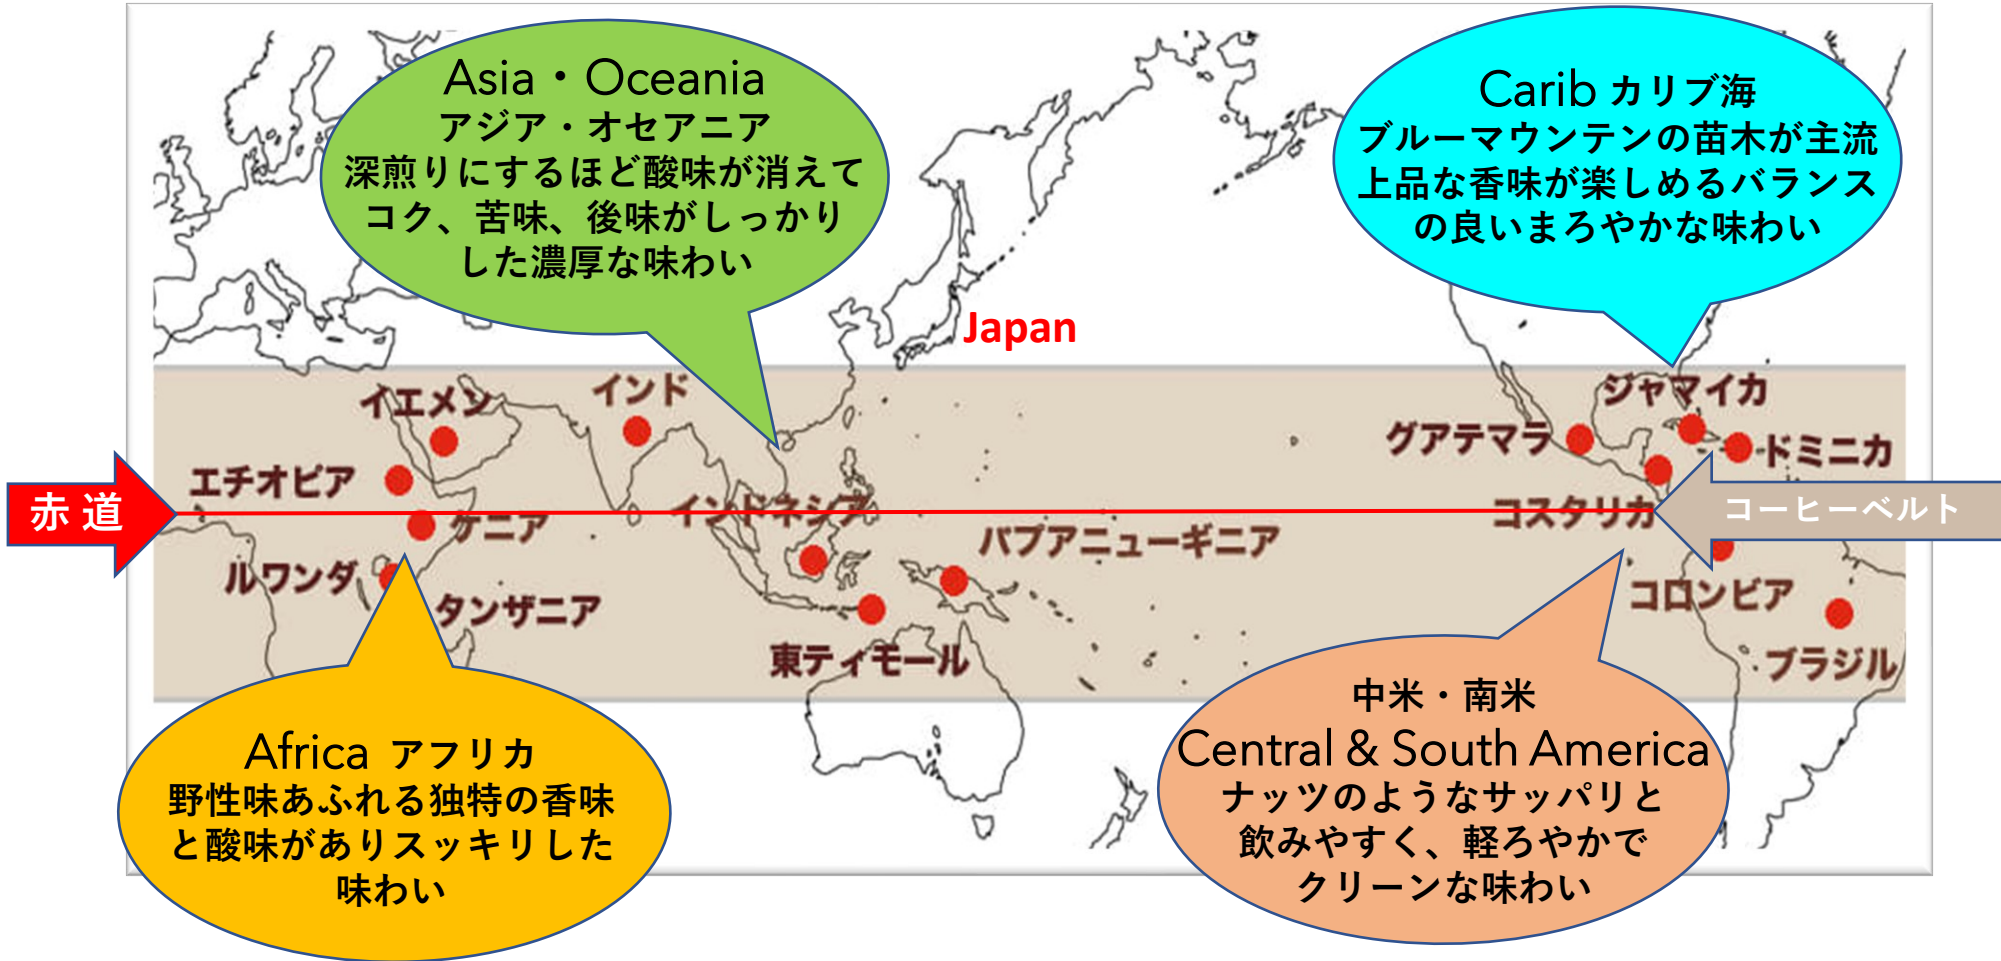 Asia・Oceania
アジア・オセアニア
深煎りにするほど酸味が消えて
コク、苦味、後味がしっかり
した濃厚な味わい
Carib カリブ海
ブルーマウンテンの苗木が主流
上品な香味が楽しめるバランス
の良いまろやかな味わい
Japan
イエメン
インド
ジャマイカ
グアテマラ
ドミニカ
エチオピア
赤道
ケニア
インドネシア
パプアニューギニア
コスタリカ
コーヒーベルト
ルワンダ
タンザニア
コロンビア
東ティモール
ブラジル
Africa アフリカ
野性味あふれる独特の香味
と酸味がありスッキリした
味わい
中米・南米
Central & South America
ナッツのようなサッパリと
飲みやすく、軽ろやかで
クリーンな味わい